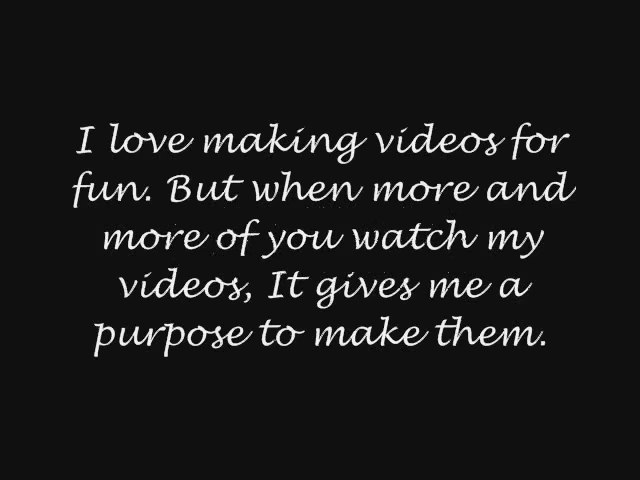 I love making videos for
fun. But when more and
more of you watch my
videos, It gives me a
purpose to make them.